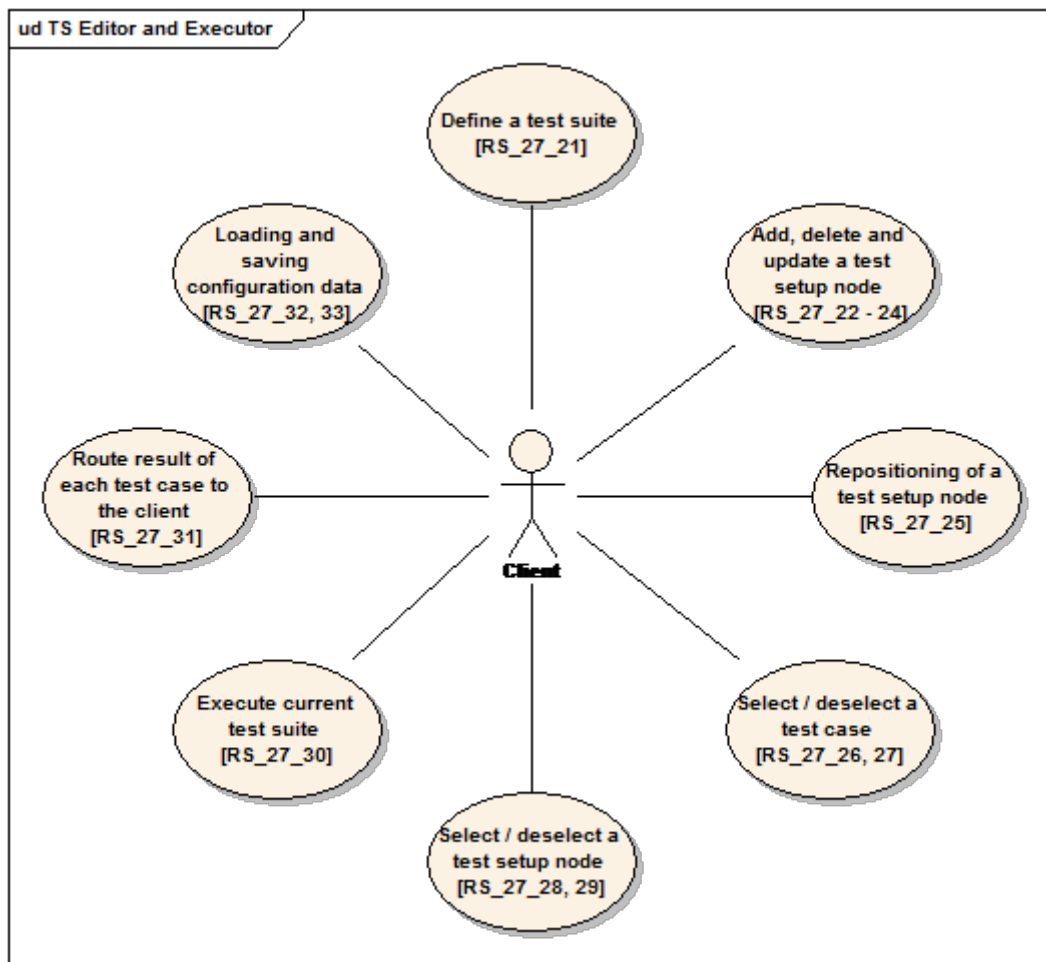 ud TS Editor and Executor
Define a test suite
[RS_27_21]
Loading and
saving
configuration data
[RS_27_32, 33]
Add, delete and
update a test
setup node
[RS_27_22 - 24]
Route result of
each test case to
the client
[RS_27_31]
Client
Repositioning of a
test setup node
[RS_27_25]
Execute current
test suite
[RS_27_30]
Select / deselect a
test case
[RS_27_26, 27]
Select / deselect a
test setup node
[RS_27_28, 29]